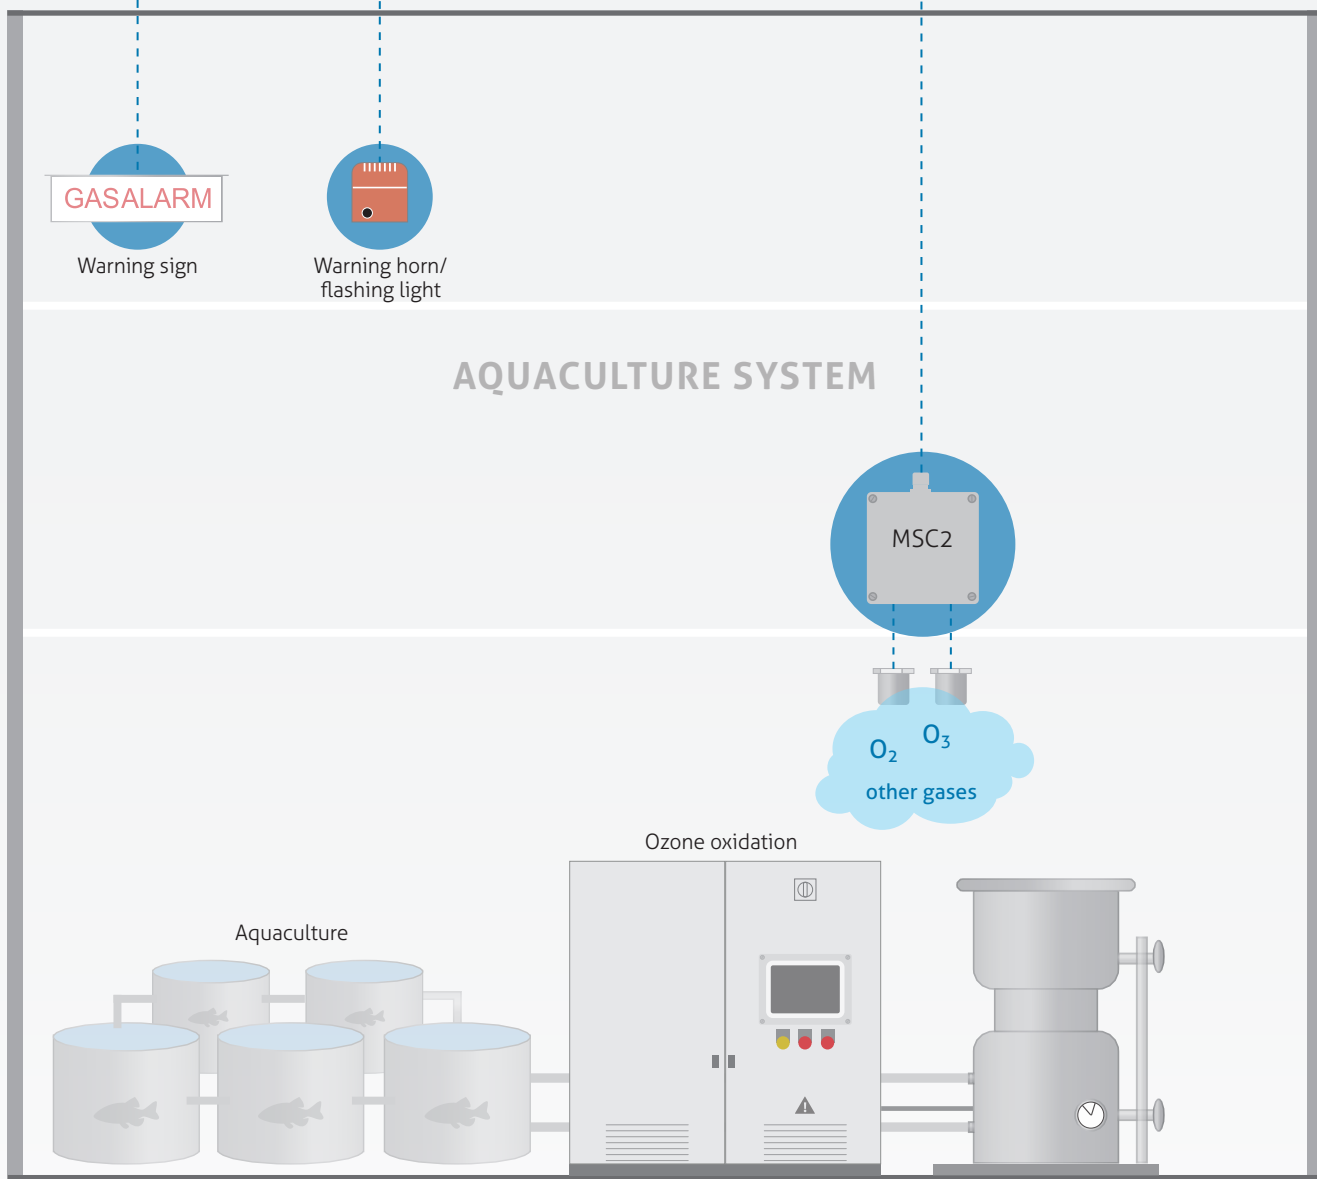 GASALARM
Warning sign
Warning horn/
flashing light
AQUACULTURE SYSTEM
MSC2
O₂
O₃
other gases
Ozone oxidation
Aquaculture